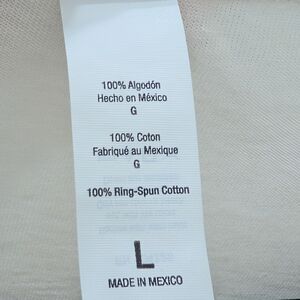 100% Algodón
Hecho en México
G
100% Coton
Fabriqué au Mexique
G
100% Ring-Spun Cotton
L
MADE IN MEXICO